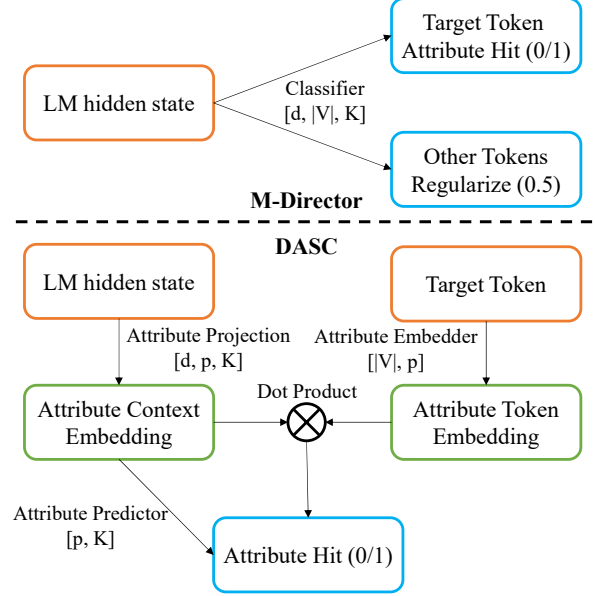 Target Token
Attribute Hit (0/1)
LM hidden state
Classifier
[d, |V|, K]
Other Tokens
Regularize (0.5)
M-Director
DASC
LM hidden state
Target Token
Attribute Projection
[d, p, K]
Attribute Embedder
[|V|, p]
Dot Product
Attribute Context
Embedding
Attribute Token
Embedding
Attribute Predictor
[p, K]
Attribute Hit (0/1)